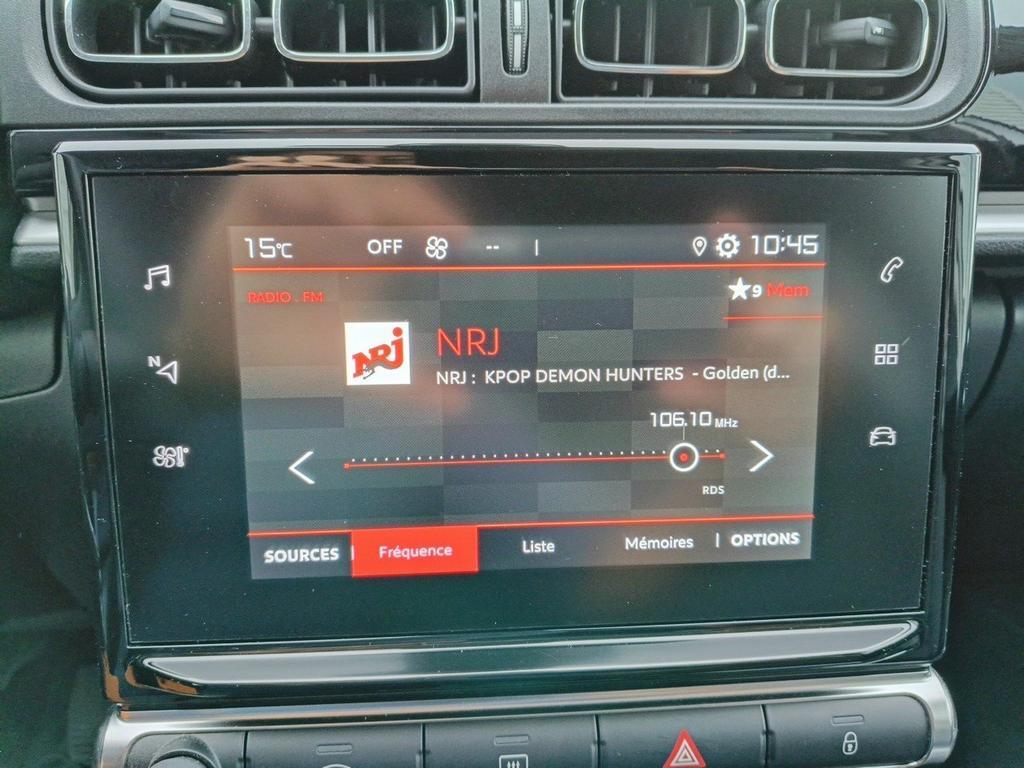 15°C OFF -- | 10:45
RADIO . FM
9 Mem
NRJ
NRJ
NRJ : KPOP DEMON HUNTERS - Golden (d...
106.10 MHz
N
RDS
SOURCES | Fréquence Liste Mémoires | OPTIONS